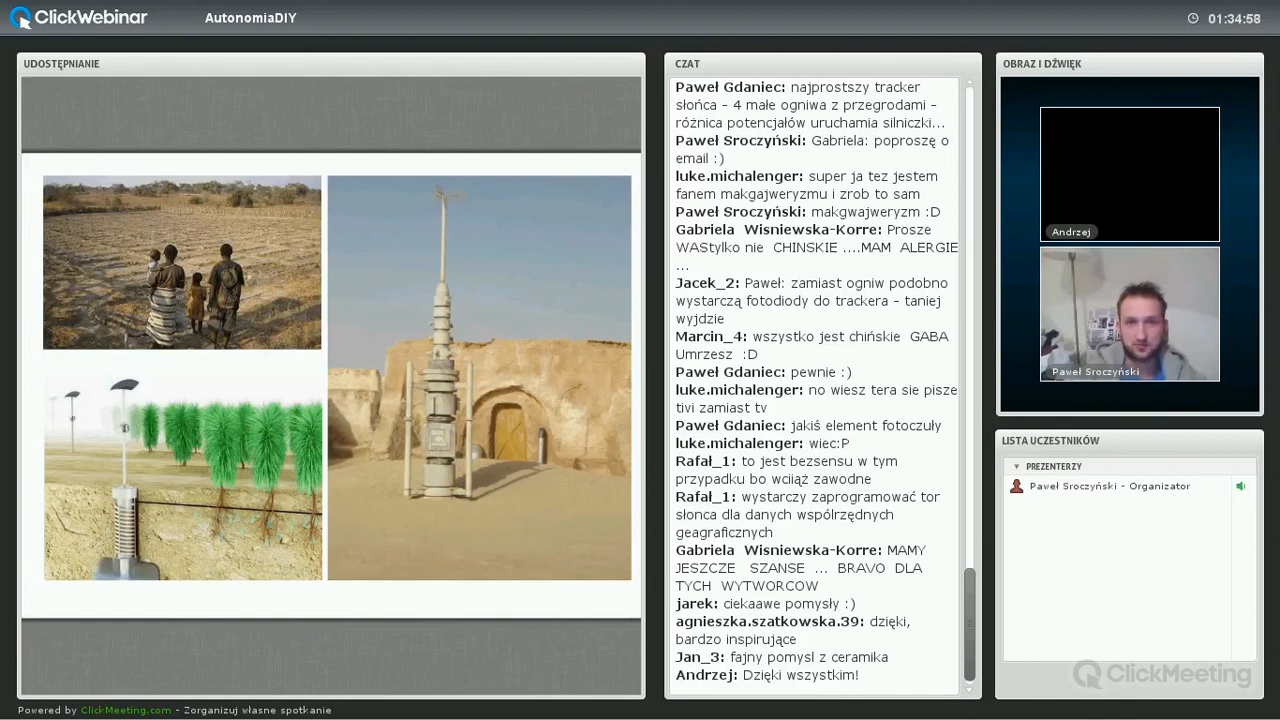 ClickWebinar
AutonomiaDIY
01:34:58
UDOSTĘPNIANIE
CZAT
Paweł Gdaniec: najprostszy tracker
słońca - 4 małe ogniwa z przegrodami -
różnica potencjałów uruchamia silniczki...
Paweł Sroczyński: Gabriela: poproszę o
email :)
luke.michalenger: super ja tez jestem
fanem makgajweryzmu i zrob to sam
Paweł Sroczyński: makgwajweryzm :D
Gabriela Wisniewska-Korre: Prosze
WAStylko nie CHINSKIE ....MAM ALERGIE
...
Jacek_2: Paweł: zamiast ogniw podobno
wystarczą fotodiody do trackera - taniej
wyjdzie
Marcin_4: wszystko jest chińskie GABA
Umrzesz :D
Paweł Gdaniec: pewnie :)
luke.michalenger: no wiesz tera sie pisze
tivi zamiast tv
Paweł Gdaniec: jakiś element fotoczuły
luke.michalenger: wiec:P
Rafał_1: to jest bezsensu w tym
przypadku bo wciiąż zawodne
Rafał_1: wystarczy zaprogramować tor
słonca dla danych wspólrzędnych
geagraficznych
Gabriela Wisniewska-Korre: MAMY
JESZCZE SZANSE ... BRAVO DLA
TYCH WYTWORCOW
jarek: ciekaawe pomysły :)
agnieszka.szatkowska.39: dzięki,
bardzo inspirujące
Jan_3: fajny pomysl z ceramika
Andrzej: Dzięki wszystkim!
OBRAZ I DŹWIĘK
Andrzej
Paweł Sroczyński
LISTA UCZESTNIKÓW
PREZENTERZY
Paweł Sroczyński - Organizator
ClickMeeting
Powered by ClickMeeting.com - Zorganizuj własne spotkanie